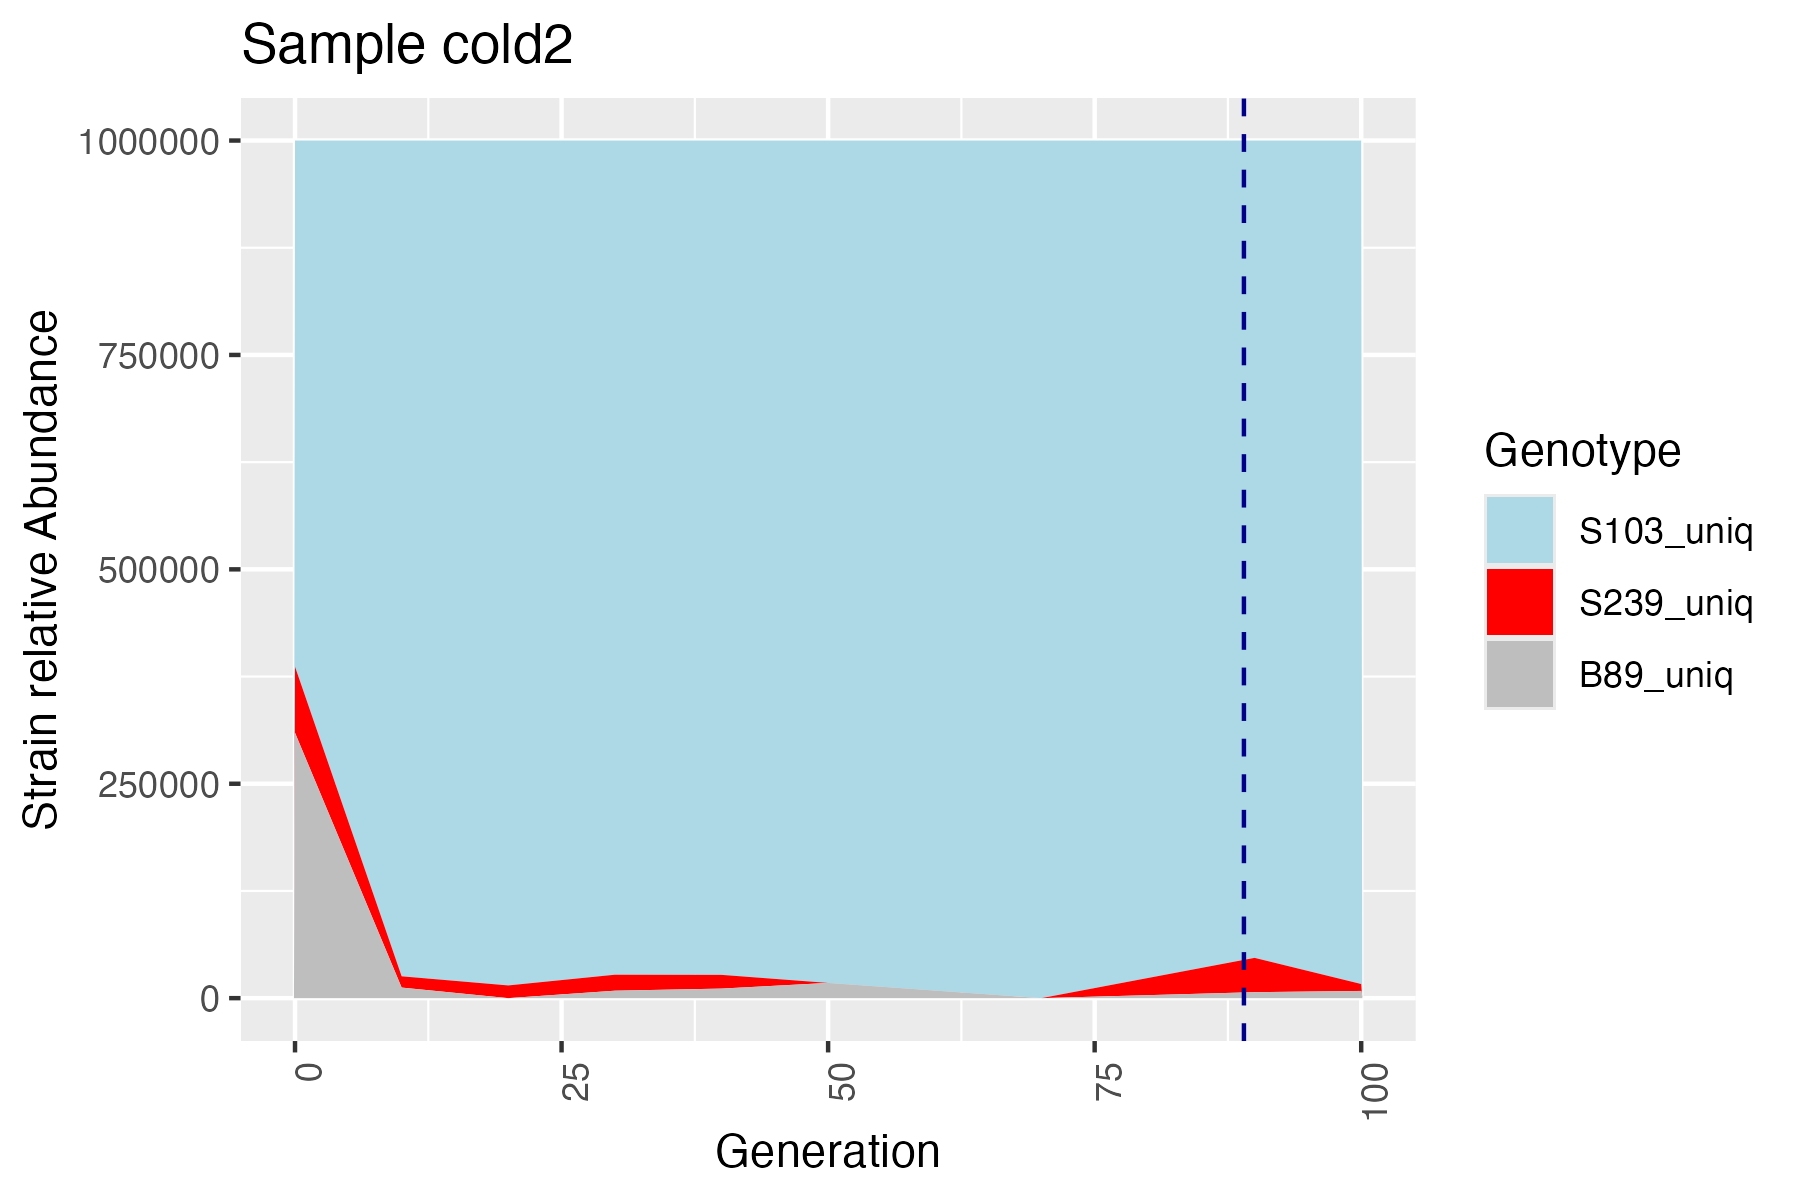 Sample cold2
Strain relative Abundance
1000000
750000
500000
250000
0
0
25
50
75
100
Generation
Genotype
S103_uniq
S239_uniq
B89_uniq